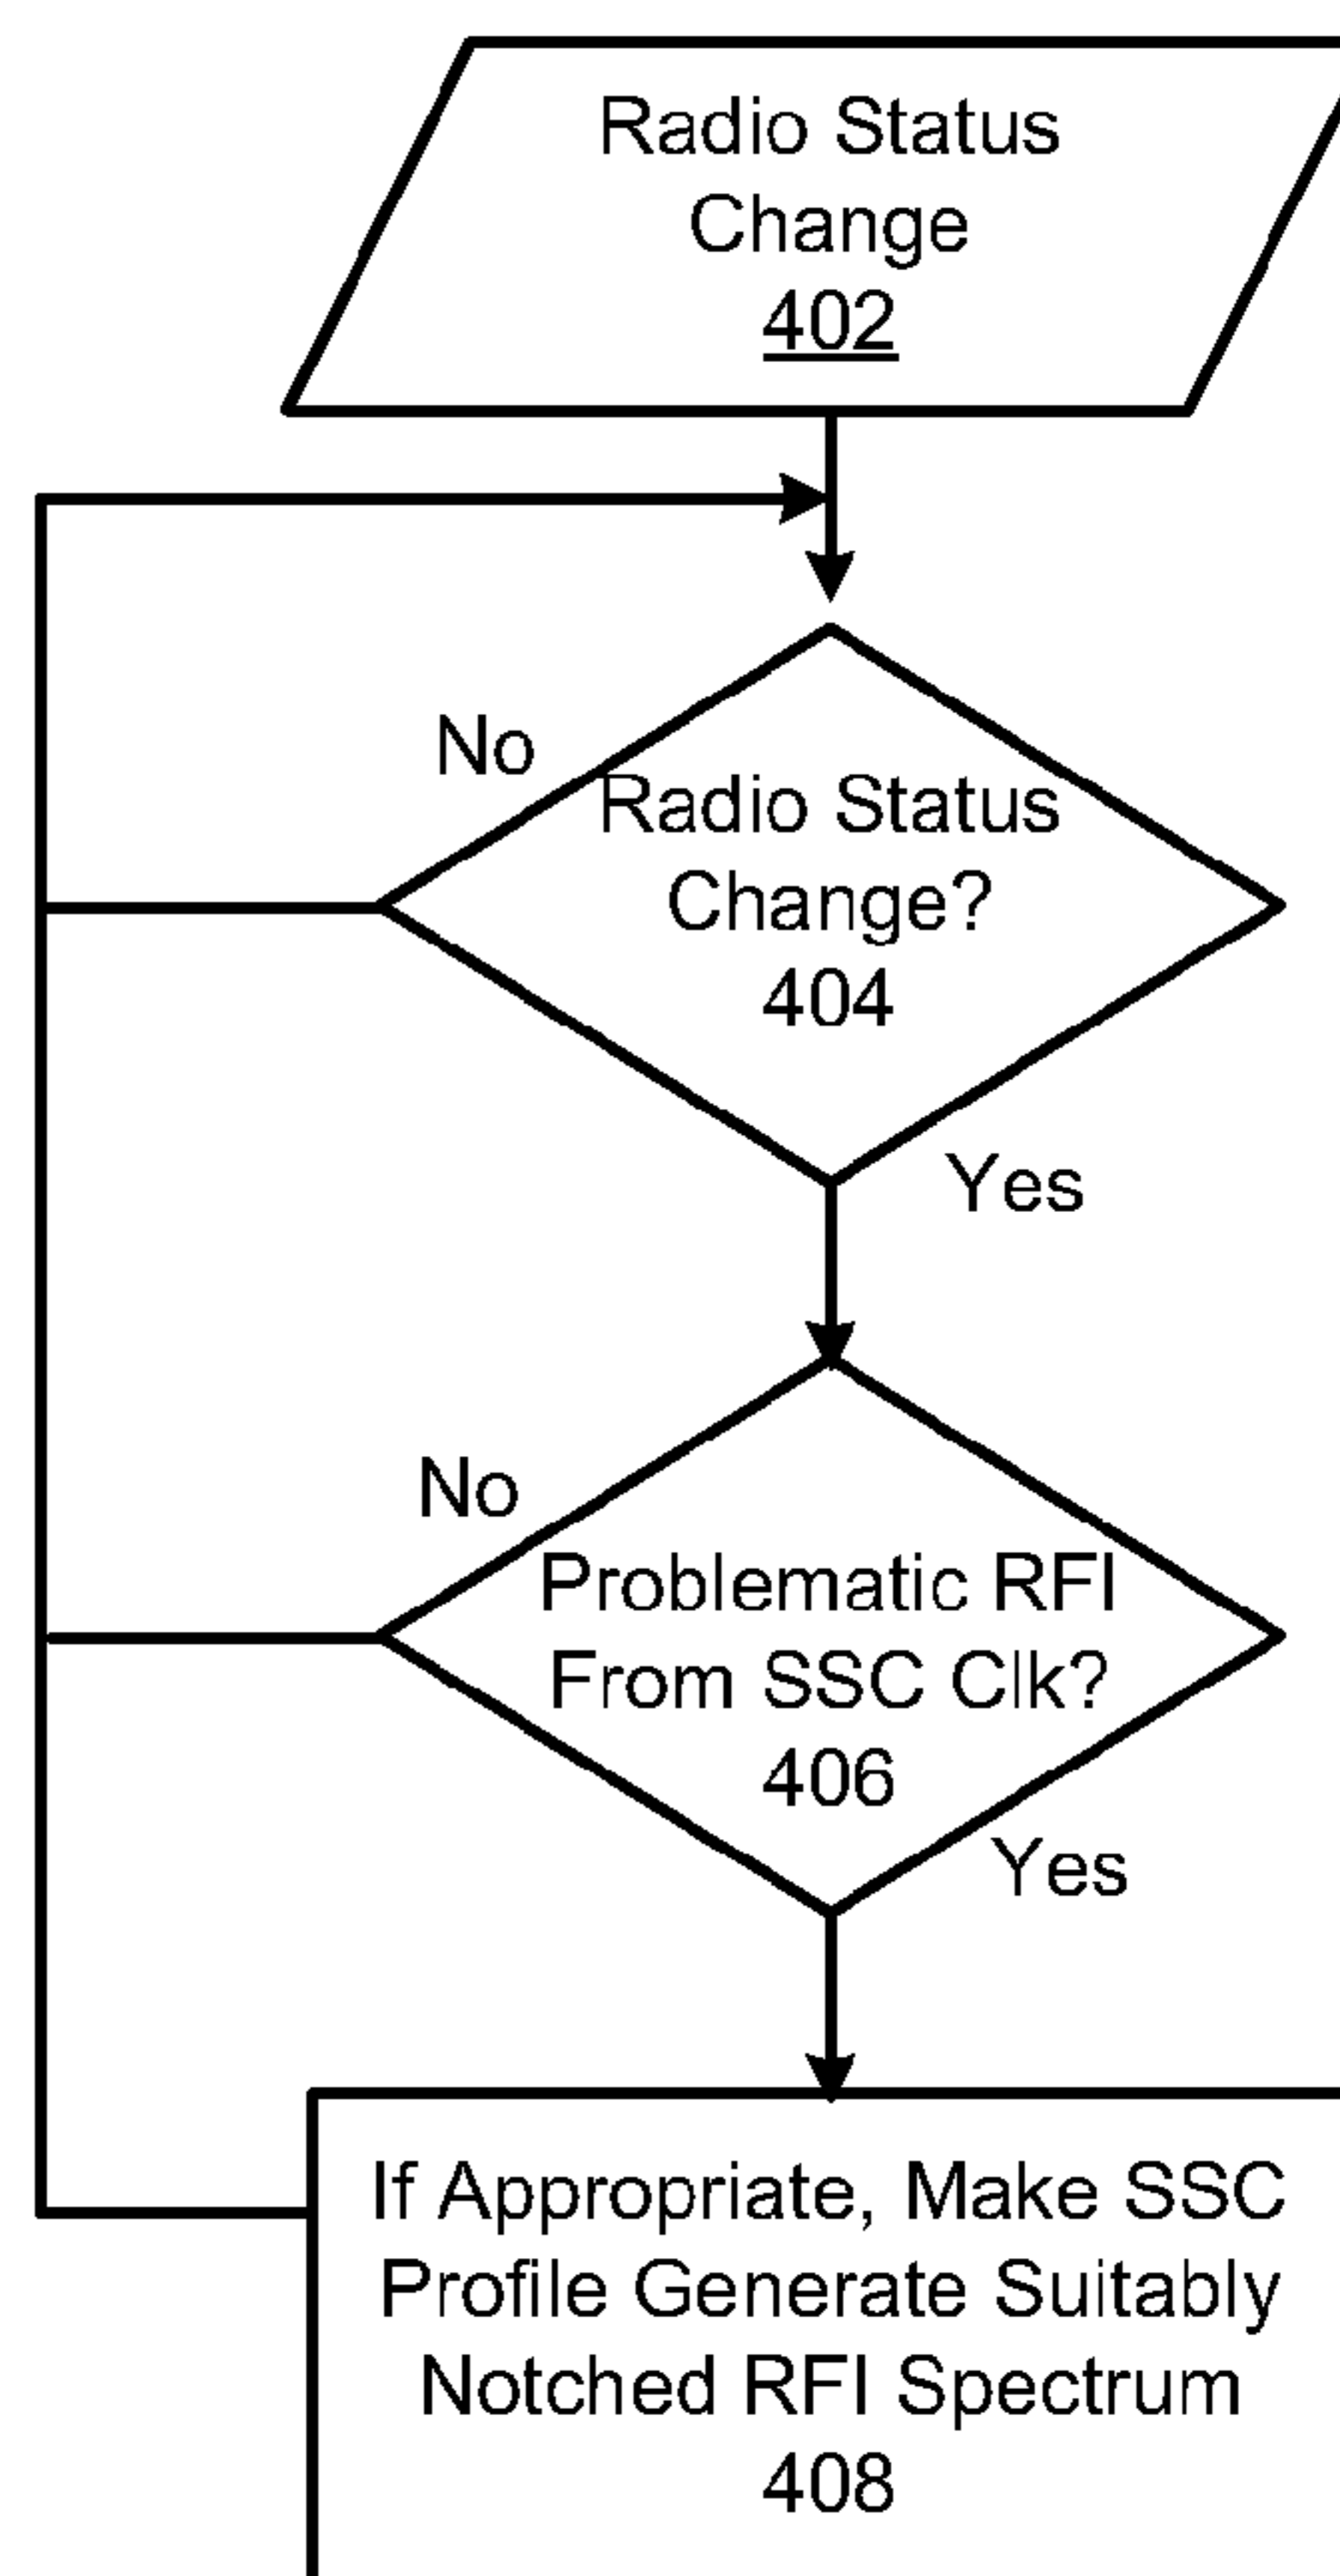 Radio Status
Change
402
No
Radio Status
Change?
404
Yes
No
Problematic RFI
From SSC Clk?
406
Yes
If Appropriate, Make SSC
Profile Generate Suitably
Notched RFI Spectrum
408